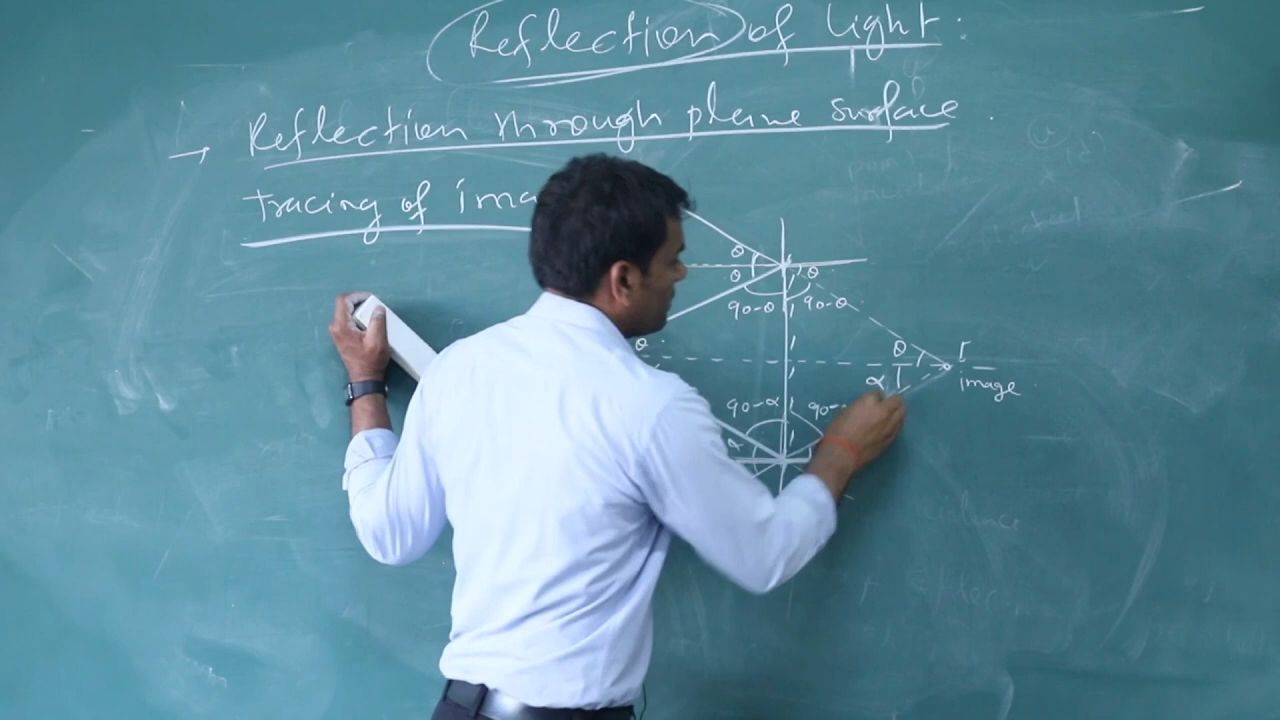 Reflection of light:
→ Reflection through plane surface.
tracing of ima
θ
θ θ
90-θ 90-θ
θ θ I
α image
90-α 90-
α